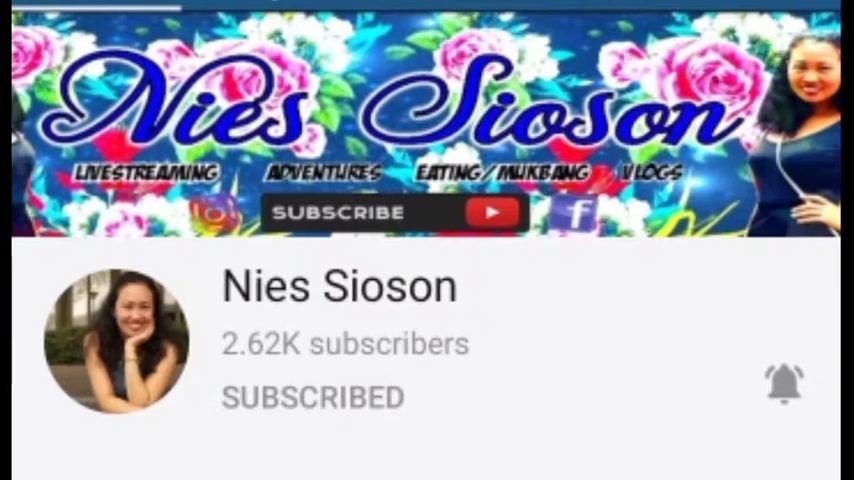 Nies Sioson
LIVESTREAMING ADVENTURES EATING/MUKBANG VLOGS
SUBSCRIBE
f
Nies Sioson
2.62K subscribers
SUBSCRIBED